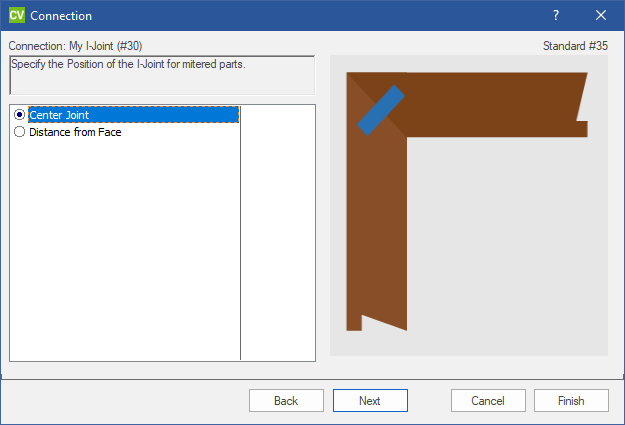 CV Connection ?
Connection: My I-Joint (#30) Standard #35
Specify the Position of the I-Joint for mitered parts.
Center Joint
Distance from Face
Back Next Cancel Finish